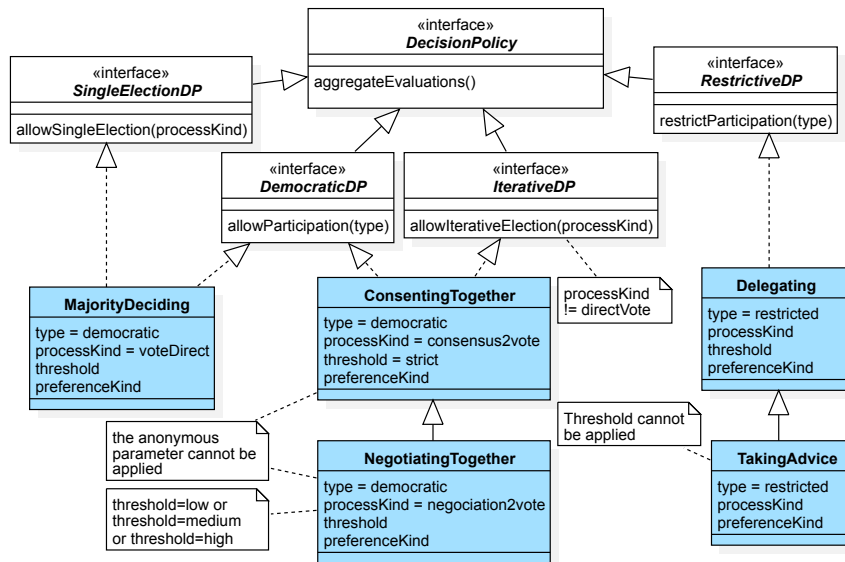 «interface»
DecisionPolicy
aggregateEvaluations()
«interface»
SingleElectionDP
allowSingleElection(processKind)
«interface»
RestrictiveDP
restrictParticipation(type)
«interface»
DemocraticDP
allowParticipation(type)
«interface»
IterativeDP
allowIterativeElection(processKind)
processKind
!= directVote
MajorityDeciding
type = democratic
processKind = voteDirect
threshold
preferenceKind
ConsentingTogether
type = democratic
processKind = consensus2vote
threshold = strict
preferenceKind
Delegating
type = restricted
processKind
threshold
preferenceKind
the anonymous
parameter cannot be
applied
Threshold cannot
be applied
NegotiatingTogether
type = democratic
processKind = negociation2vote
threshold
preferenceKind
threshold=low or
threshold=medium
or threshold=high
TakingAdvice
type = restricted
processKind
preferenceKind